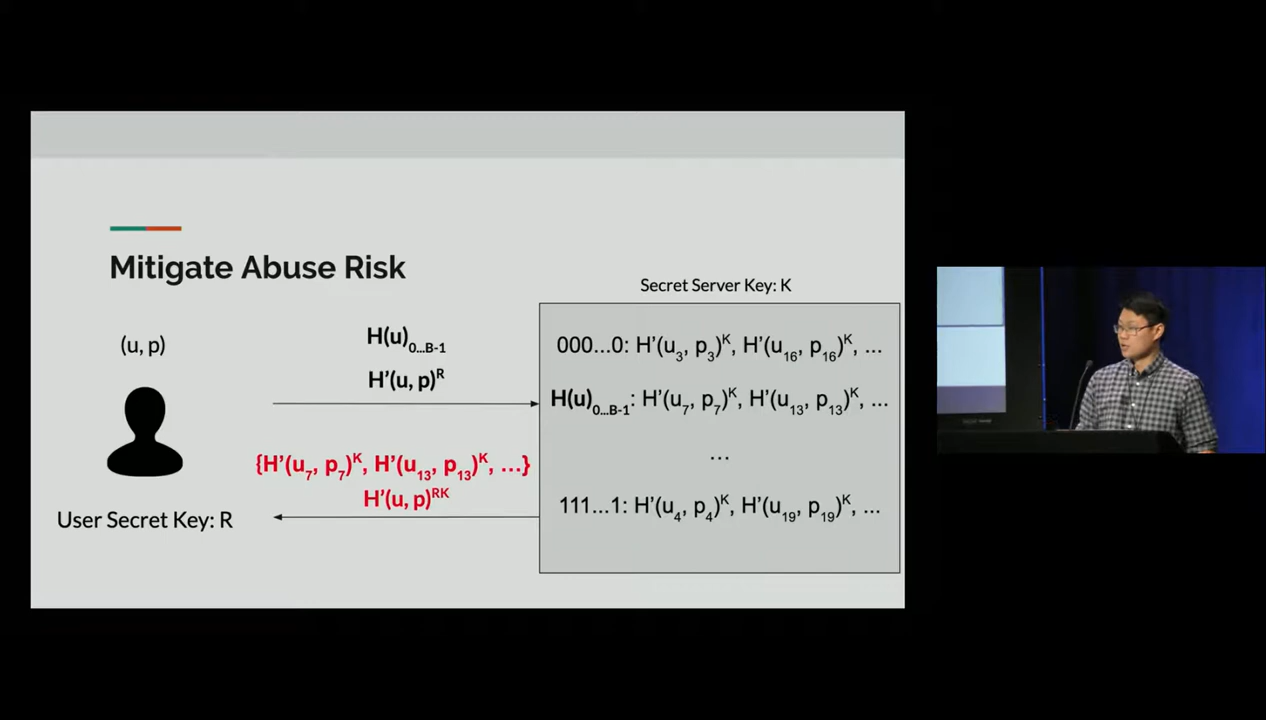 Mitigate Abuse Risk
Secret Server Key: K
(u, p)
H(u)0...B-1
H’(u, p)^R
000...0: H’(u3, p3)^K, H’(u16, p16)^K, ...
H(u)0...B-1: H’(u7, p7)^K, H’(u13, p13)^K, ...
...
111...1: H’(u4, p4)^K, H’(u19, p19)^K, ...
{H’(u7, p7)^K, H’(u13, p13)^K, ...}
H’(u, p)^RK
User Secret Key: R